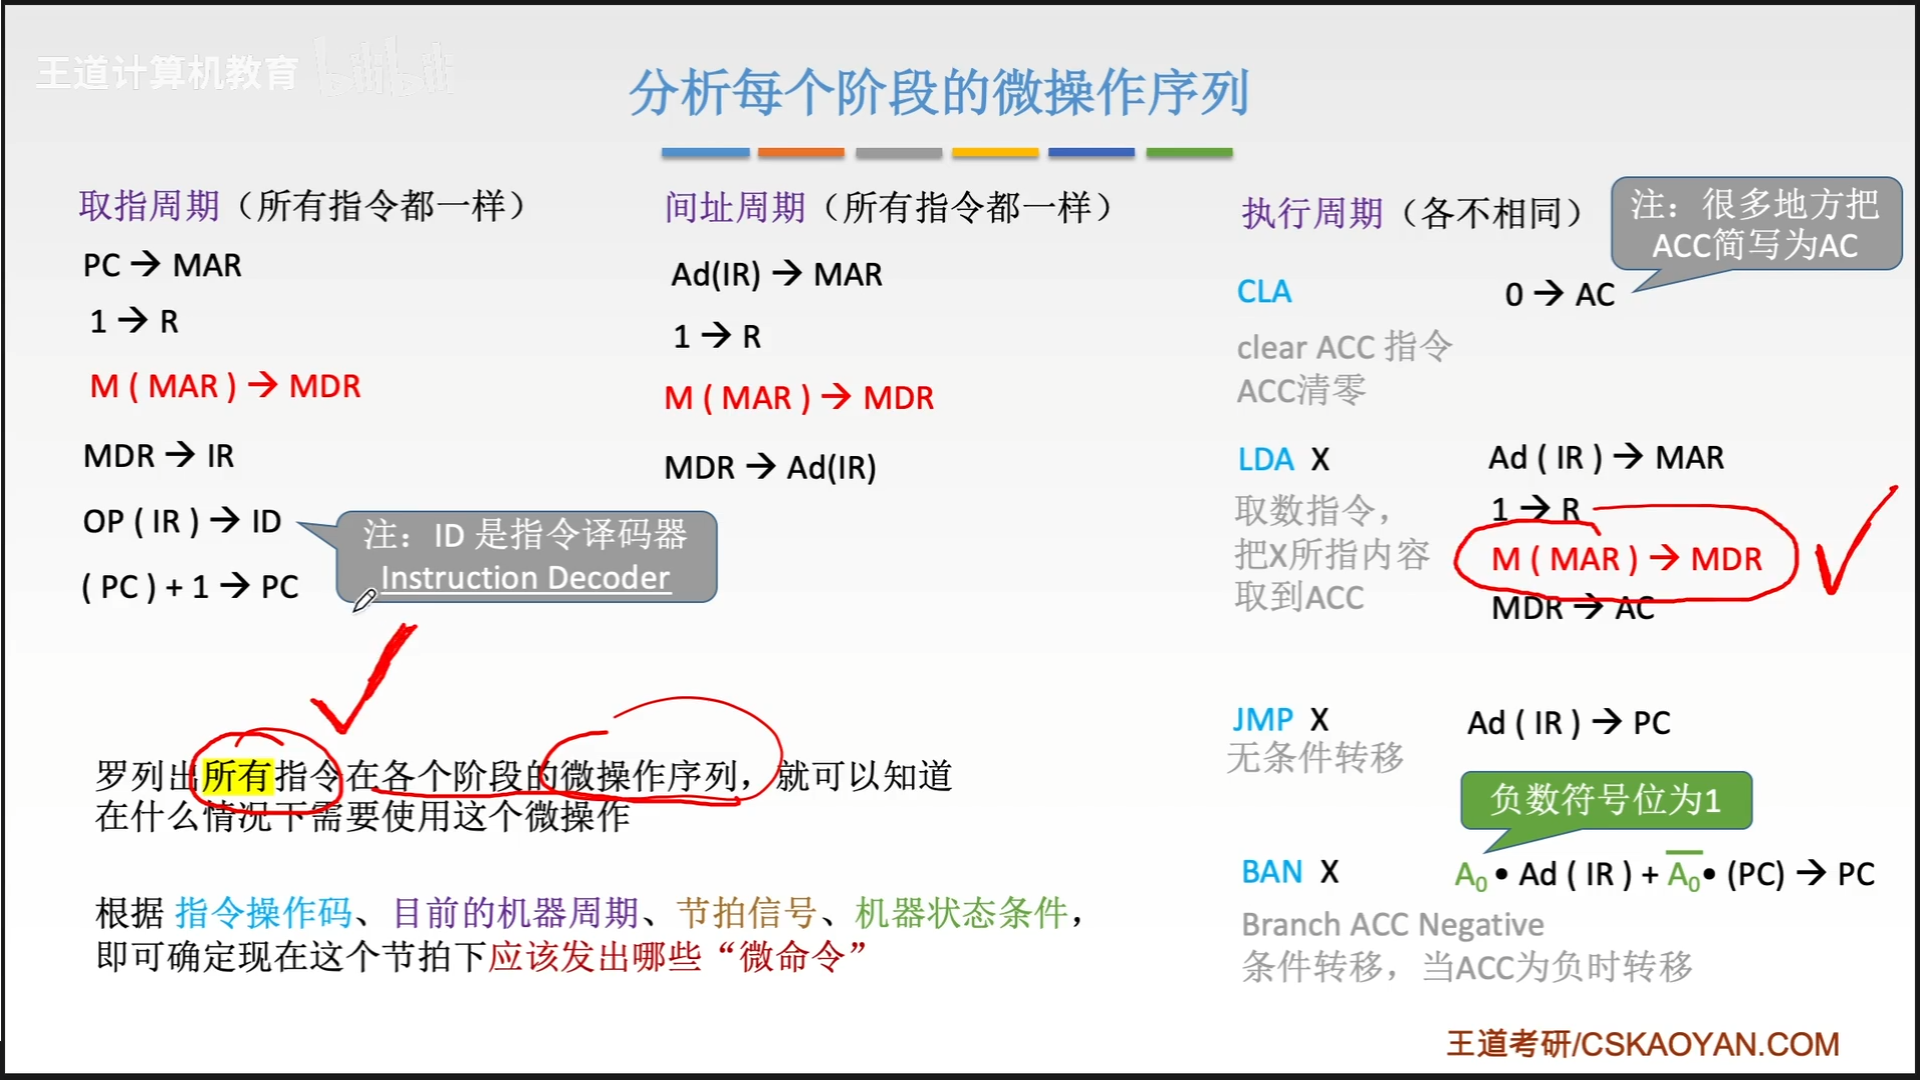 王道计算机教育 bilibili
分析每个阶段的微操作序列
取指周期（所有指令都一样）
PC → MAR
1 → R
M ( MAR ) → MDR
MDR → IR
OP ( IR ) → ID
( PC ) + 1 → PC
注：ID 是指令译码器
Instruction Decoder
间址周期（所有指令都一样）
Ad(IR) → MAR
1 → R
M ( MAR ) → MDR
MDR → Ad(IR)
执行周期（各不相同）
注：很多地方把
ACC简写为AC
CLA 0 → AC
clear ACC 指令
ACC清零
LDA X Ad ( IR ) → MAR
取数指令， 1 → R
把X所指内容 M ( MAR ) → MDR
取到ACC MDR → AC
JMP X Ad ( IR ) → PC
无条件转移
负数符号位为1
BAN X A₀ • Ad ( IR ) + A̅₀ • (PC) → PC
Branch ACC Negative
条件转移，当ACC为负时转移
罗列出所有指令在各个阶段的微操作序列，就可以知道
在什么情况下需要使用这个微操作
根据 指令操作码、目前的机器周期、节拍信号、机器状态条件，
即可确定现在这个节拍下应该发出哪些“微命令”
王道考研/CSKAOYAN.COM